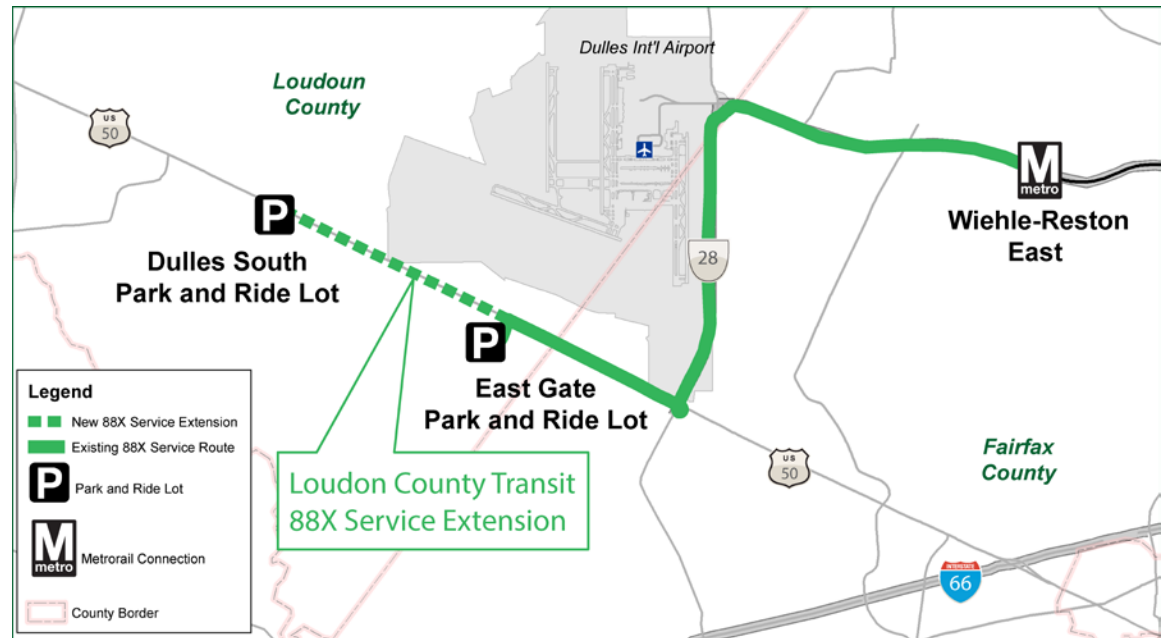 Dulles Int'l Airport
Loudoun
County
US
50
M
metro
Wiehle-Reston
East
P
Dulles South
Park and Ride Lot
28
P
East Gate
Park and Ride Lot
Loudon County Transit
88X Service Extension
US
50
Fairfax
County
INTERSTATE
66
Legend
New 88X Service Extension
Existing 88X Service Route
P
Park and Ride Lot
M
metro
Metrorail Connection
County Border